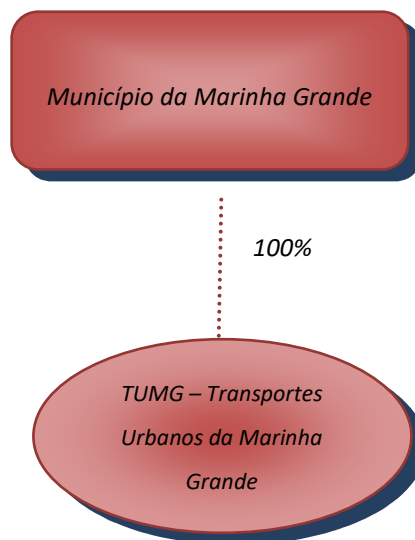 Município da Marinha Grande
100%
TUMG – Transportes
Urbanos da Marinha
Grande